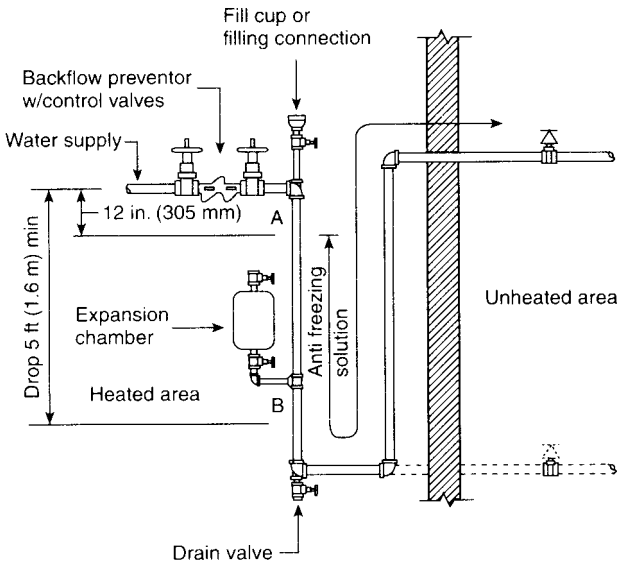 Fill cup or
filling connection
Backflow preventor
w/control valves
Water supply
12 in. (305 mm)
A
Drop 5 ft (1.6 m) min
Expansion
chamber
Anti freezing
solution
Unheated area
Heated area
B
Drain valve